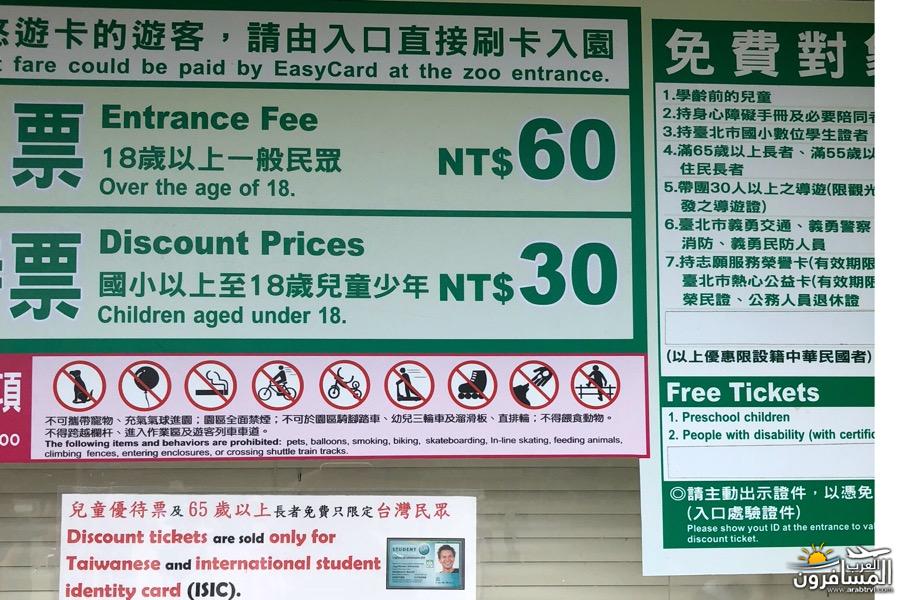 悠遊卡的遊客，請由入口直接刷卡入園
fare could be paid by EasyCard at the zoo entrance.
票
Entrance Fee
18歲以上一般民眾
Over the age of 18.
NT$60
票
Discount Prices
國小以上至18歲兒童少年
Children aged under 18.
NT$30
項
不可攜帶寵物、充氣氣球進園；園區全面禁煙；不可於園區騎腳踏車、幼兒三輪車及溜滑板、直排輪；不得餵食動物。
不得跨越欄杆、進入作業區及遊客列車車道。
The following items and behaviors are prohibited: pets, balloons, smoking, biking, skateboarding, In-line skating, feeding animals,
climbing fences, entering enclosures, or crossing shuttle train tracks.
兒童優待票及65歲以上長者免費只限定台灣民眾
Discount tickets are sold only for
Taiwanese and international student
identity card (ISIC).
STUDENT
免費對
1.學齡前的兒童
2.持身心障礙手冊及必要陪同者
3.持臺北市國小數位學生證者
4.滿65歲以上長者、滿55歲以
住民長者
5.帶團30人以上之導遊(限觀光
發之導遊證)
6.臺北市義勇交通、義勇警察
消防、義勇民防人員
7.持志願服務榮譽卡(有效期限
臺北市熱心公益卡(有效期限
榮民證、公務人員退休證
(以上優惠限設籍中華民國者)
Free Tickets
1. Preschool children
2. People with disability (with certific
◎請主動出示證件，以憑免
(入口處驗證件)
Please show yout ID at the entrance to val
discount ticket.
العرب
المسافرون
www.arabtrvl.com